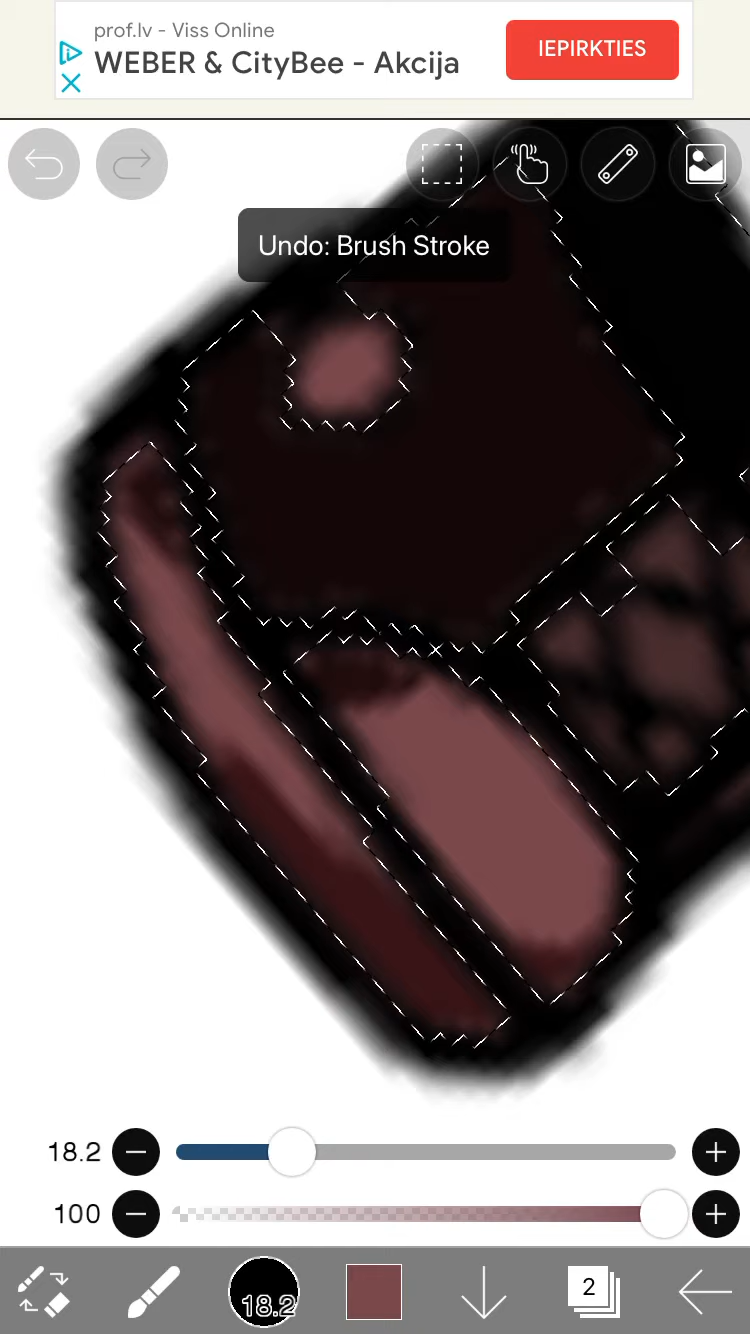 prof.lv - Viss Online
WEBER & CityBee - Akcija
IEPIRKTIES
Undo: Brush Stroke
18.2
100
18.2
2